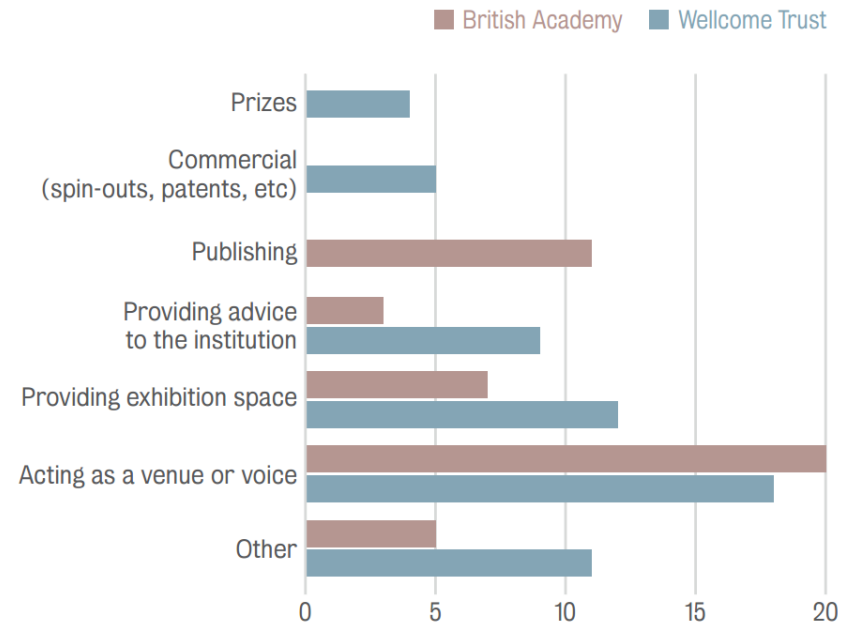 British Academy Wellcome Trust
Prizes
Commercial
(spin-outs, patents, etc)
Publishing
Providing advice
to the institution
Providing exhibition space
Acting as a venue or voice
Other
0 5 10 15 20